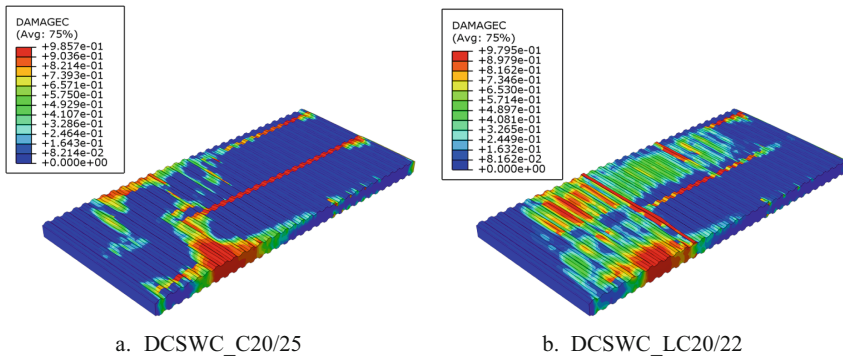 DAMAGEC
(Avg: 75%)
+9.857e-01
+9.036e-01
+8.214e-01
+7.393e-01
+6.571e-01
+5.750e-01
+4.929e-01
+4.107e-01
+3.286e-01
+2.464e-01
+1.643e-01
+8.214e-02
+0.000e+00
DAMAGEC
(Avg: 75%)
+9.795e-01
+8.979e-01
+8.162e-01
+7.346e-01
+6.530e-01
+5.714e-01
+4.897e-01
+4.081e-01
+3.265e-01
+2.449e-01
+1.632e-01
+8.162e-02
+0.000e+00
a. DCSWC_C20/25
b. DCSWC_LC20/22